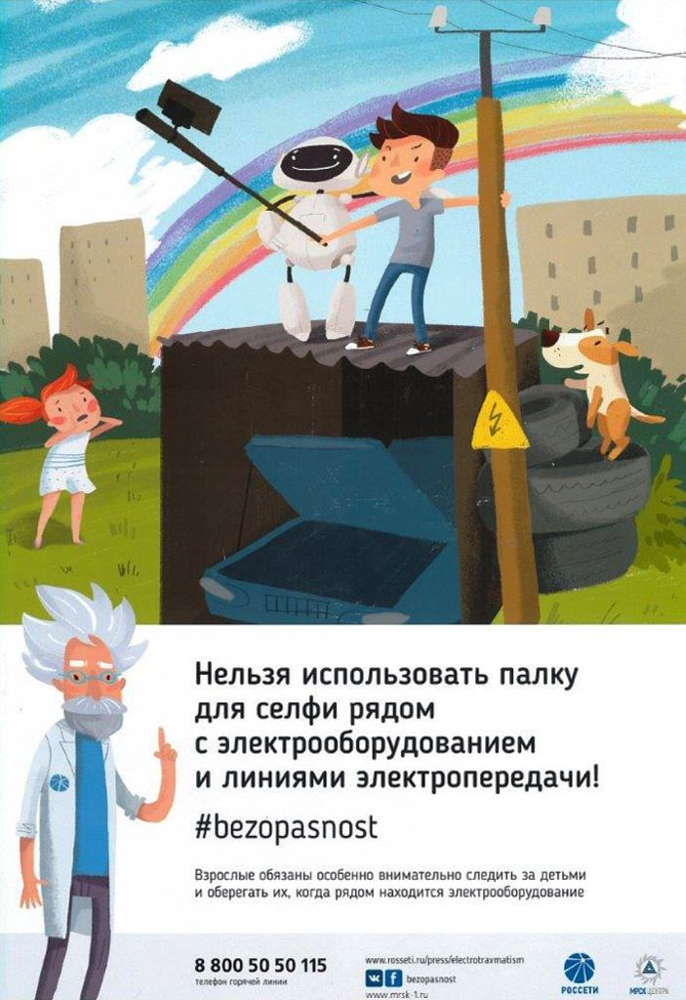 Нельзя использовать палку
для селфи рядом
с электрооборудованием
и линиями электропередачи!
#bezopasnost
Взрослые обязаны особенно внимательно следить за детьми
и оберегать их, когда рядом находится электрооборудование
8 800 50 50 115
телефон горячей линии
www.rosseti.ru/press/electrotravmatism
bezopasnost
www.mrsk-1.ru
РОССЕТИ
МРСК ЦЕНТРА